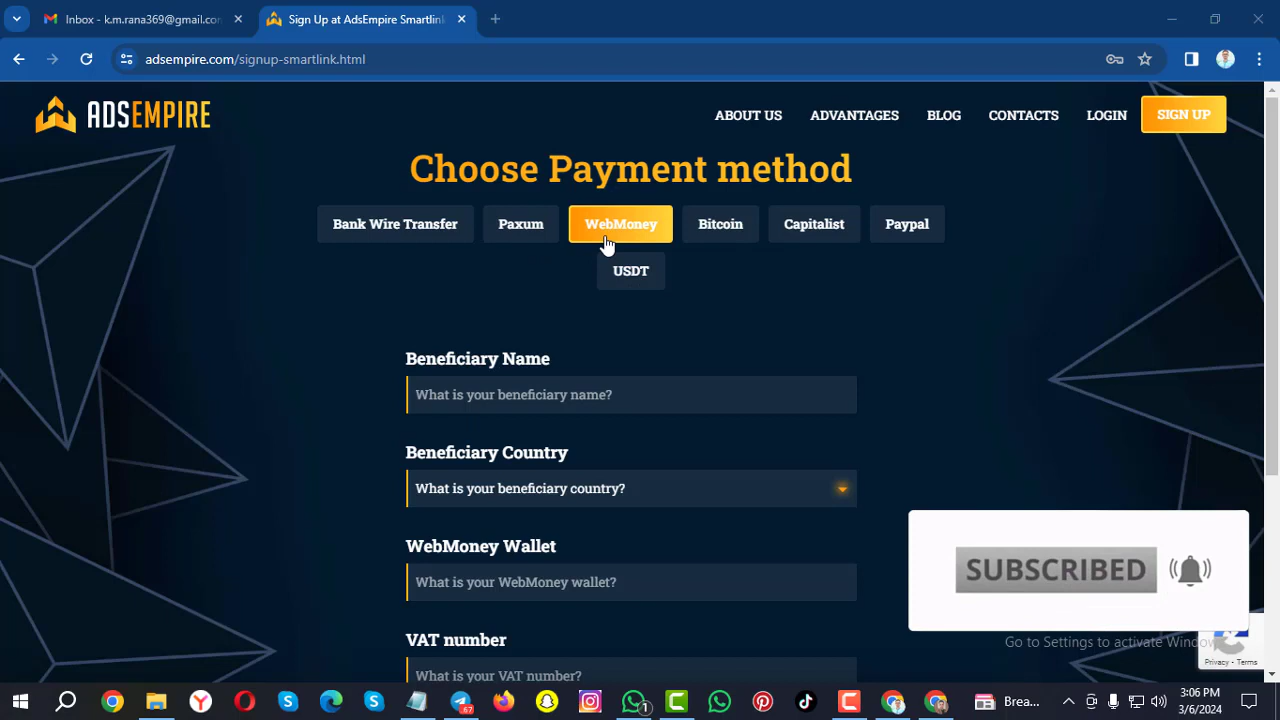 Inbox - k.m.rana369@gmail.con
Sign Up at AdsEmpire Smartlink
adsempire.com/signup-smartlink.html
ADSEMPIRE
ABOUT US
ADVANTAGES
BLOG
CONTACTS
LOGIN
SIGN UP
Choose Payment method
Bank Wire Transfer
Paxum
WebMoney
Bitcoin
Capitalist
Paypal
USDT
Beneficiary Name
What is your beneficiary name?
Beneficiary Country
What is your beneficiary country?
WebMoney Wallet
What is your WebMoney wallet?
VAT number
What is your VAT number?
SUBSCRIBED
Go to Settings to activate Window
Privacy - Terms
67
1
Brea...
3:06 PM
3/6/2024